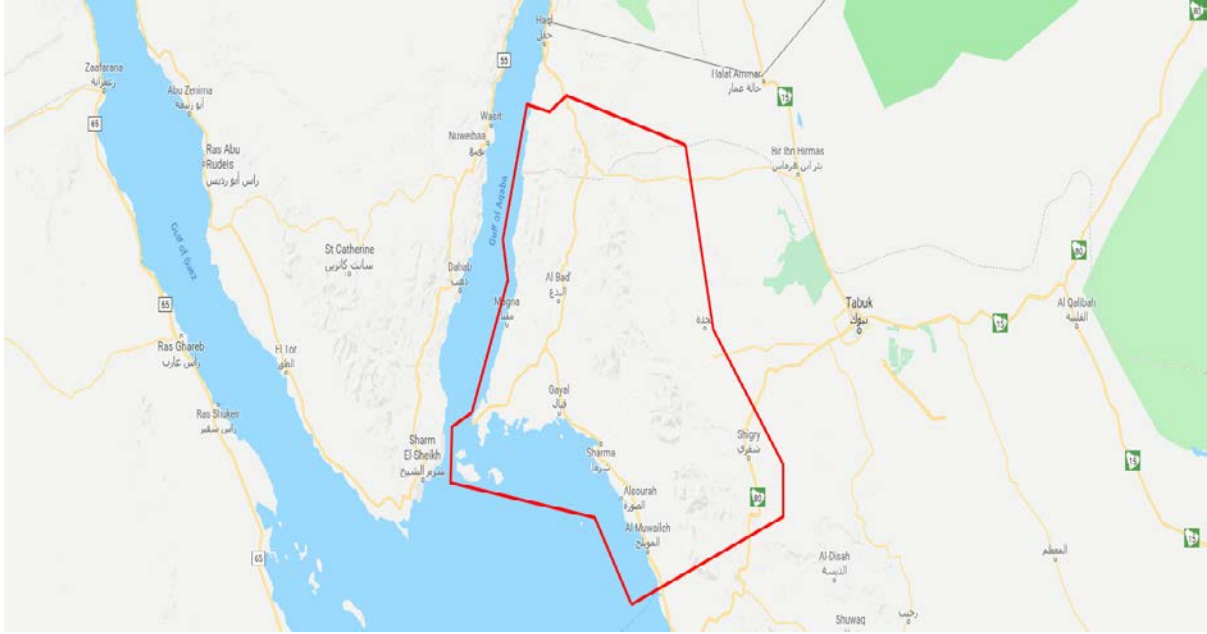 Haql
حقل
Zaafarana
زعفرانة
55
Abu Zenima
أبو زنيمة
Halat Ammar
حالة عمار
80
15
65
Wasit
Nuweibaa
نويبع
Ras Abu
Rudeis
راس أبو رديس
Bir Ibn Hirmas
بئر ابن هرماس
Gulf of Suez
Gulf of Aqaba
St Catherine
سانت كاترين
80
Dahab
دهب
Al Bad'
البدع
65
Magna
مقنا
Tabuk
تبوك
Al Qalibah
القليبة
15
Ras Ghareb
راس غارب
El Tor
الطور
Gayal
قيال
Ras Shukeir
راس شقير
Sharm
El Sheikh
شرم الشيخ
Sharma
شرما
Shigry
شقري
15
Alsourah
الصورة
80
Al Muwaileh
المويلح
65
Al-Disah
الديسة
المعظم
15
Shuwaq
رحيب